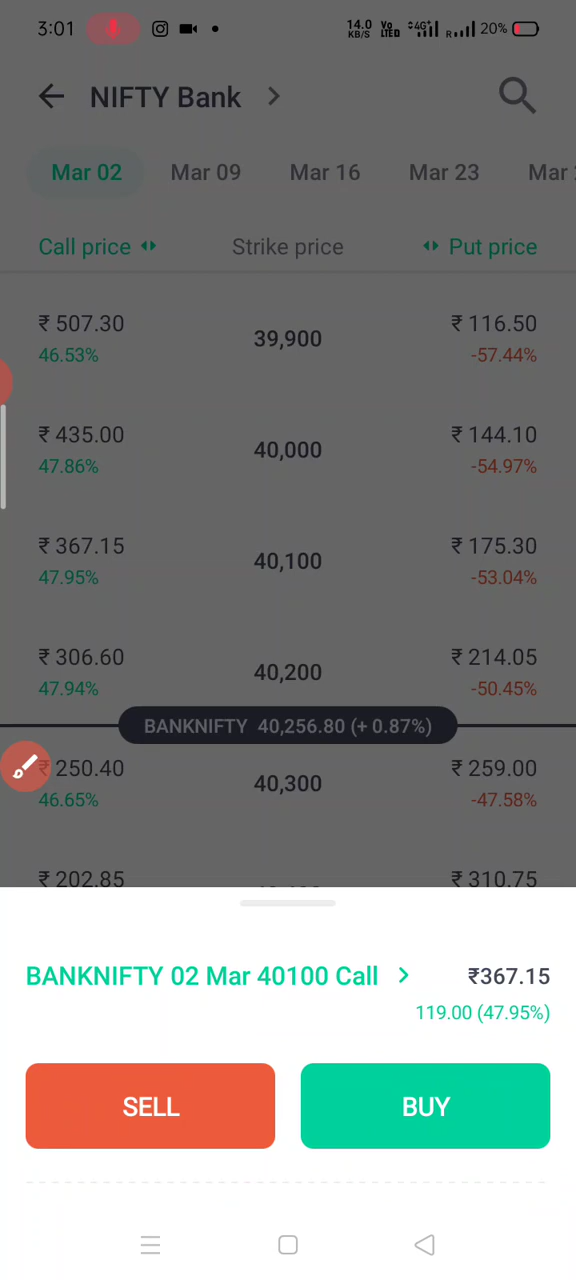 3:01 14.0 KB/S Vo LTE 4G+ R 20%
NIFTY Bank
Mar 02 Mar 09 Mar 16 Mar 23 Mar
Call price Strike price Put price
₹ 507.30 39,900 ₹ 116.50
46.53% -57.44%
₹ 435.00 40,000 ₹ 144.10
47.86% -54.97%
₹ 367.15 40,100 ₹ 175.30
47.95% -53.04%
₹ 306.60 40,200 ₹ 214.05
47.94% -50.45%
BANKNIFTY 40,256.80 (+ 0.87%)
₹ 250.40 40,300 ₹ 259.00
46.65% -47.58%
₹ 202.85 ₹ 310.75
BANKNIFTY 02 Mar 40100 Call ₹367.15
119.00 (47.95%)
SELL BUY